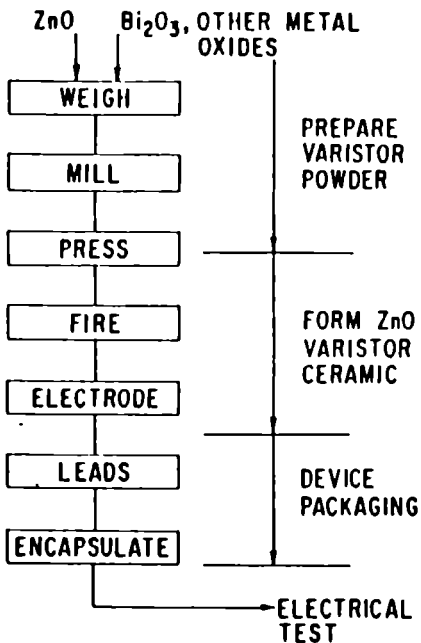 ZnO
Bi₂O₃, OTHER METAL
OXIDES
WEIGH
MILL
PRESS
FIRE
ELECTRODE
LEADS
ENCAPSULATE
PREPARE
VARISTOR
POWDER
FORM ZnO
VARISTOR
CERAMIC
DEVICE
PACKAGING
ELECTRICAL
TEST